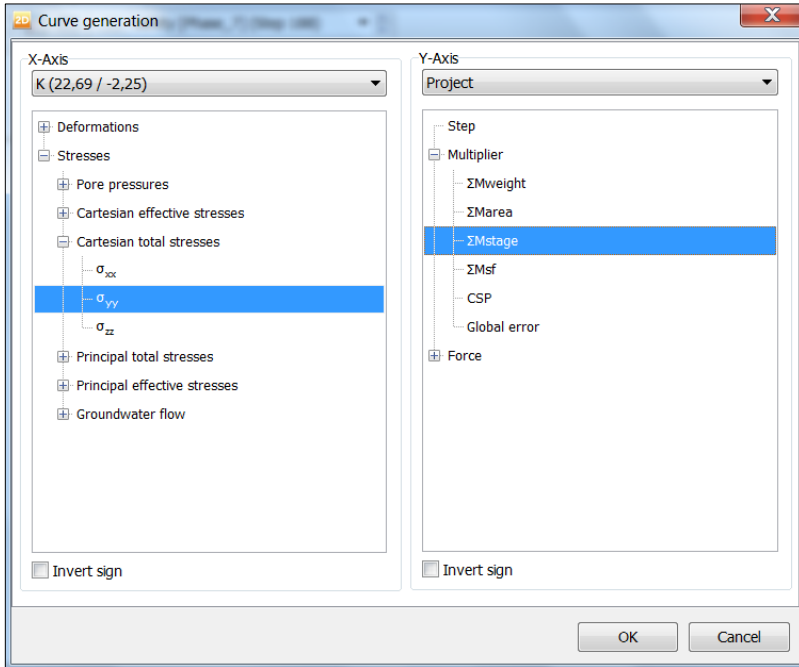 2D Curve generation
X-Axis
K (22,69 / -2,25)
Deformations
Stresses
Pore pressures
Cartesian effective stresses
Cartesian total stresses
σxx
σyy
σzz
Principal total stresses
Principal effective stresses
Groundwater flow
Invert sign
Y-Axis
Project
Step
Multiplier
ΣMweight
ΣMarea
ΣMstage
ΣMsf
CSP
Global error
Force
Invert sign
OK
Cancel